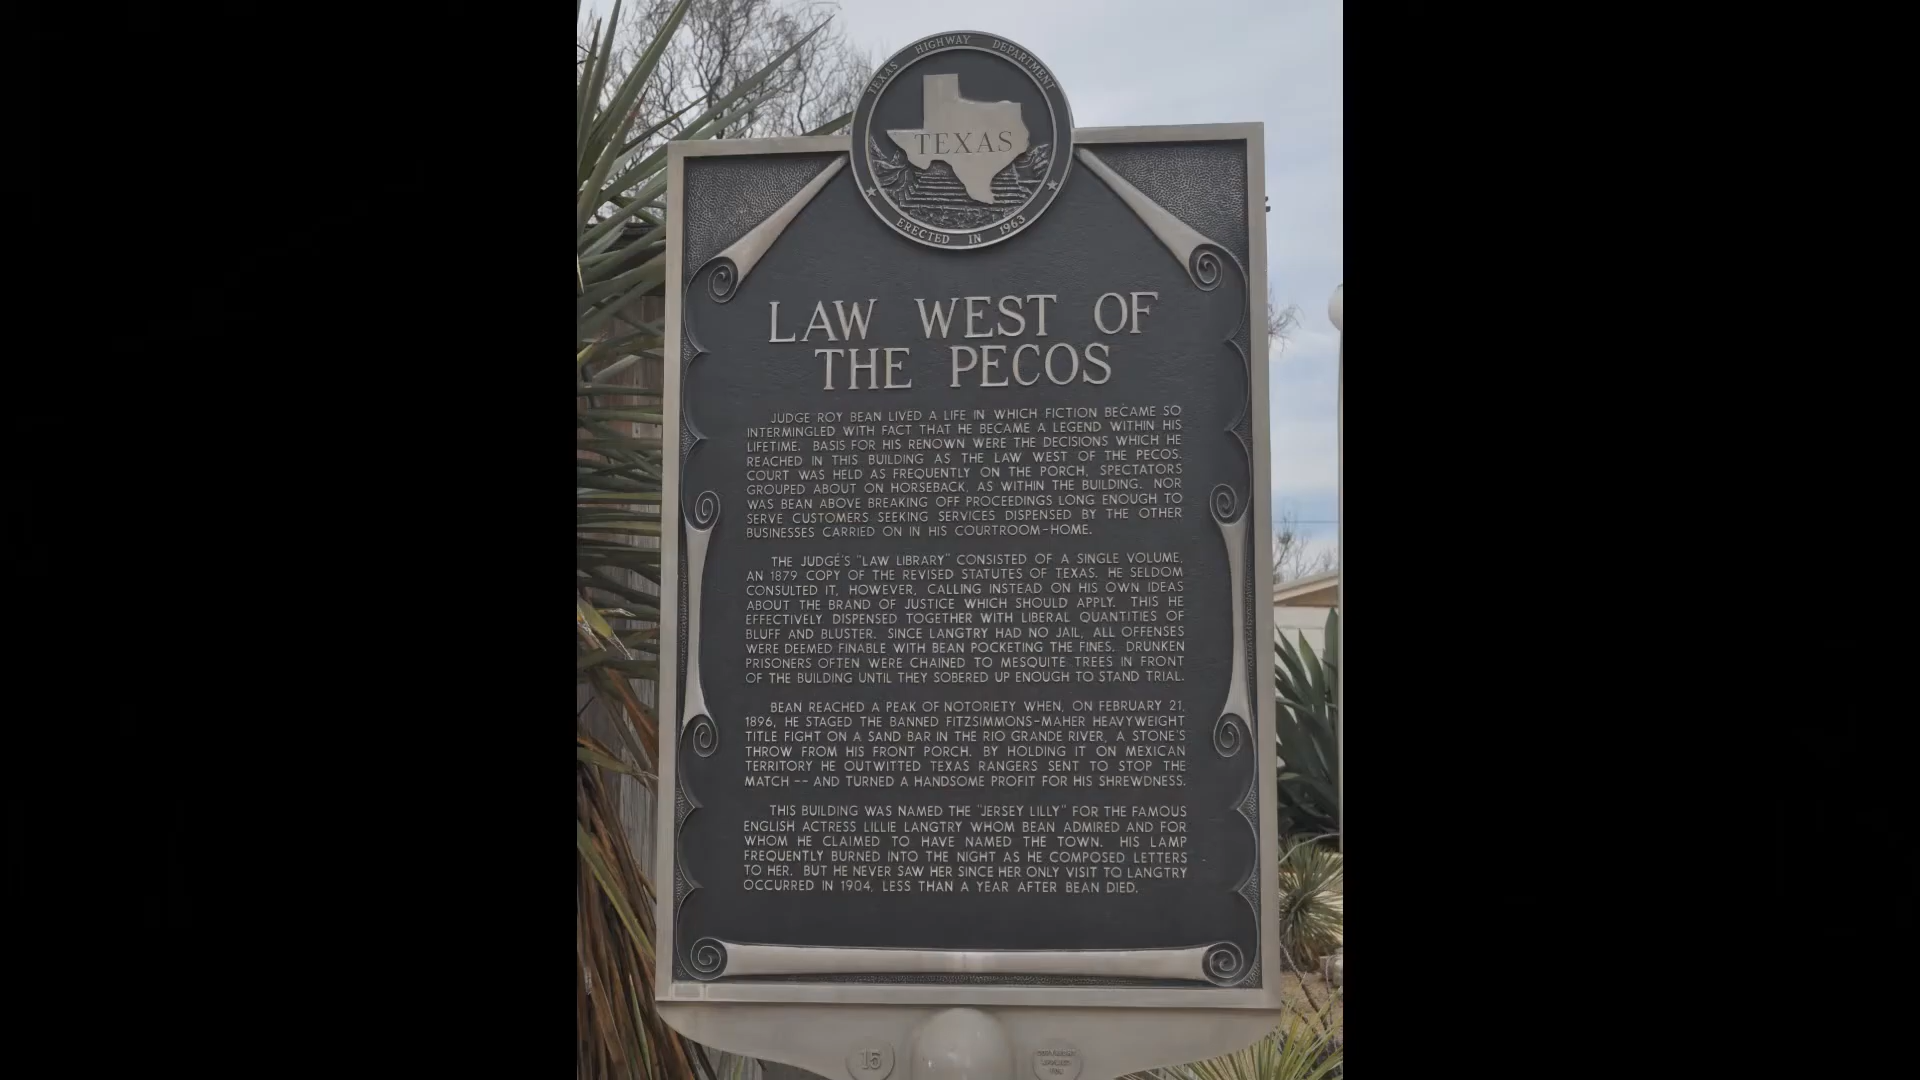 TEXAS HIGHWAY DEPARTMENT
TEXAS
ERECTED IN 1963
LAW WEST OF
THE PECOS
JUDGE ROY BEAN LIVED A LIFE IN WHICH FICTION BECAME SO
INTERMINGLED WITH FACT THAT HE BECAME A LEGEND WITHIN HIS
LIFETIME. BASIS FOR HIS RENOWN WERE THE DECISIONS WHICH HE
REACHED IN THIS BUILDING AS THE LAW WEST OF THE PECOS.
COURT WAS HELD AS FREQUENTLY ON THE PORCH, SPECTATORS
GROUPED ABOUT ON HORSEBACK, AS WITHIN THE BUILDING. NOR
WAS BEAN ABOVE BREAKING OFF PROCEEDINGS LONG ENOUGH TO
SERVE CUSTOMERS SEEKING SERVICES DISPENSED BY THE OTHER
BUSINESSES CARRIED ON IN HIS COURTROOM-HOME.
THE JUDGE'S "LAW LIBRARY" CONSISTED OF A SINGLE VOLUME,
AN 1879 COPY OF THE REVISED STATUTES OF TEXAS. HE SELDOM
CONSULTED IT, HOWEVER, CALLING INSTEAD ON HIS OWN IDEAS
ABOUT THE BRAND OF JUSTICE WHICH SHOULD APPLY. THIS HE
EFFECTIVELY DISPENSED TOGETHER WITH LIBERAL QUANTITIES OF
BLUFF AND BLUSTER. SINCE LANGTRY HAD NO JAIL, ALL OFFENSES
WERE DEEMED FINABLE WITH BEAN POCKETING THE FINES. DRUNKEN
PRISONERS OFTEN WERE CHAINED TO MESQUITE TREES IN FRONT
OF THE BUILDING UNTIL THEY SOBERED UP ENOUGH TO STAND TRIAL.
BEAN REACHED A PEAK OF NOTORIETY WHEN, ON FEBRUARY 21,
1896, HE STAGED THE BANNED FITZSIMMONS-MAHER HEAVYWEIGHT
TITLE FIGHT ON A SAND BAR IN THE RIO GRANDE RIVER, A STONE'S
THROW FROM HIS FRONT PORCH. BY HOLDING IT ON MEXICAN
TERRITORY HE OUTWITTED TEXAS RANGERS SENT TO STOP THE
MATCH -- AND TURNED A HANDSOME PROFIT FOR HIS SHREWDNESS.
THIS BUILDING WAS NAMED THE "JERSEY LILLY" FOR THE FAMOUS
ENGLISH ACTRESS LILLIE LANGTRY WHOM BEAN ADMIRED AND FOR
WHOM HE CLAIMED TO HAVE NAMED THE TOWN. HIS LAMP
FREQUENTLY BURNED INTO THE NIGHT AS HE COMPOSED LETTERS
TO HER. BUT HE NEVER SAW HER SINCE HER ONLY VISIT TO LANGTRY
OCCURRED IN 1904, LESS THAN A YEAR AFTER BEAN DIED.
15